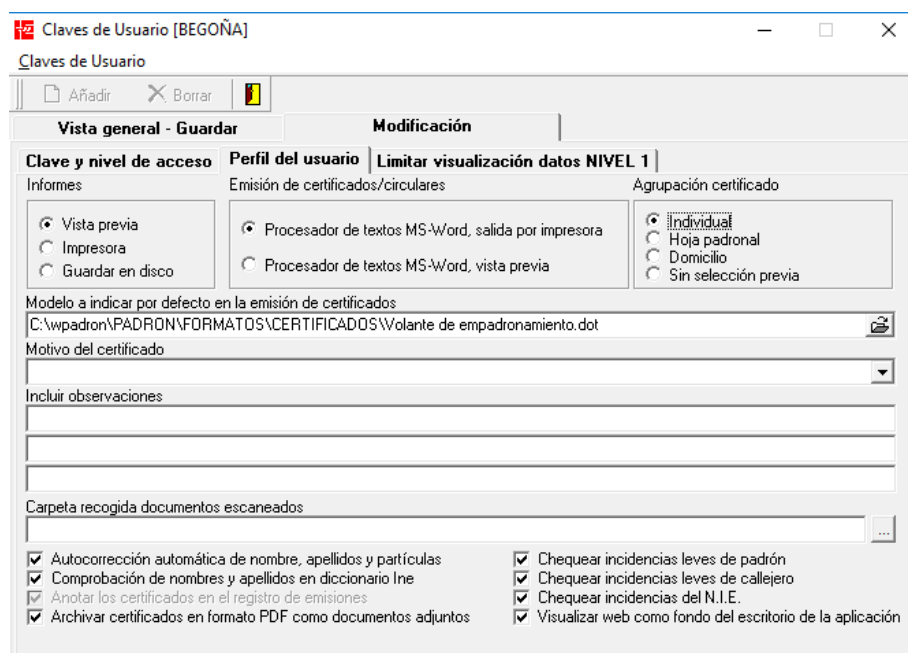 Claves de Usuario [BEGOÑA]
Claves de Usuario
Añadir Borrar
Vista general - Guardar Modificación
Clave y nivel de acceso Perfil del usuario Limitar visualización datos NIVEL 1
Informes Emisión de certificados/circulares Agrupación certificado
Vista previa
Impresora
Guardar en disco
Procesador de textos MS-Word, salida por impresora
Procesador de textos MS-Word, vista previa
Individual
Hoja padronal
Domicilio
Sin selección previa
Modelo a indicar por defecto en la emisión de certificados
C:\wpadron\PADRON\FORMATOS\CERTIFICADOS\Volante de empadronamiento.dot
Motivo del certificado
Incluir observaciones
Carpeta recogida documentos escaneados
...
Autocorrección automática de nombre, apellidos y partículas
Comprobación de nombres y apellidos en diccionario Ine
Anotar los certificados en el registro de emisiones
Archivar certificados en formato PDF como documentos adjuntos
Chequear incidencias leves de padrón
Chequear incidencias leves de callejero
Chequear incidencias del N.I.E.
Visualizar web como fondo del escritorio de la aplicación